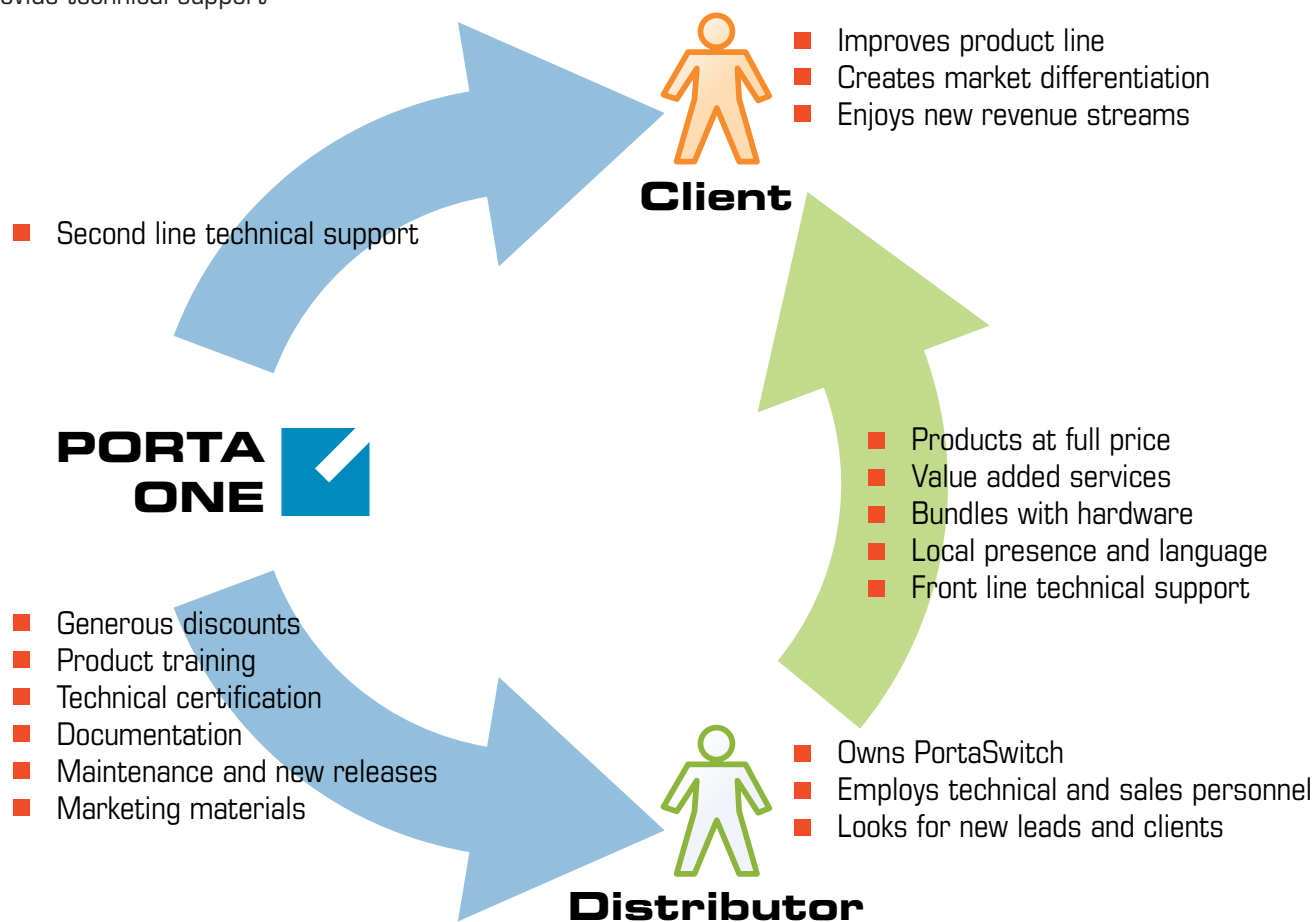 technical support
Improves product line
Creates market differentiation
Enjoys new revenue streams
Client
Second line technical support
PORTA
ONE
Products at full price
Value added services
Bundles with hardware
Local presence and language
Front line technical support
Generous discounts
Product training
Technical certification
Documentation
Maintenance and new releases
Marketing materials
Owns PortaSwitch
Employs technical and sales personnel
Looks for new leads and clients
Distributor